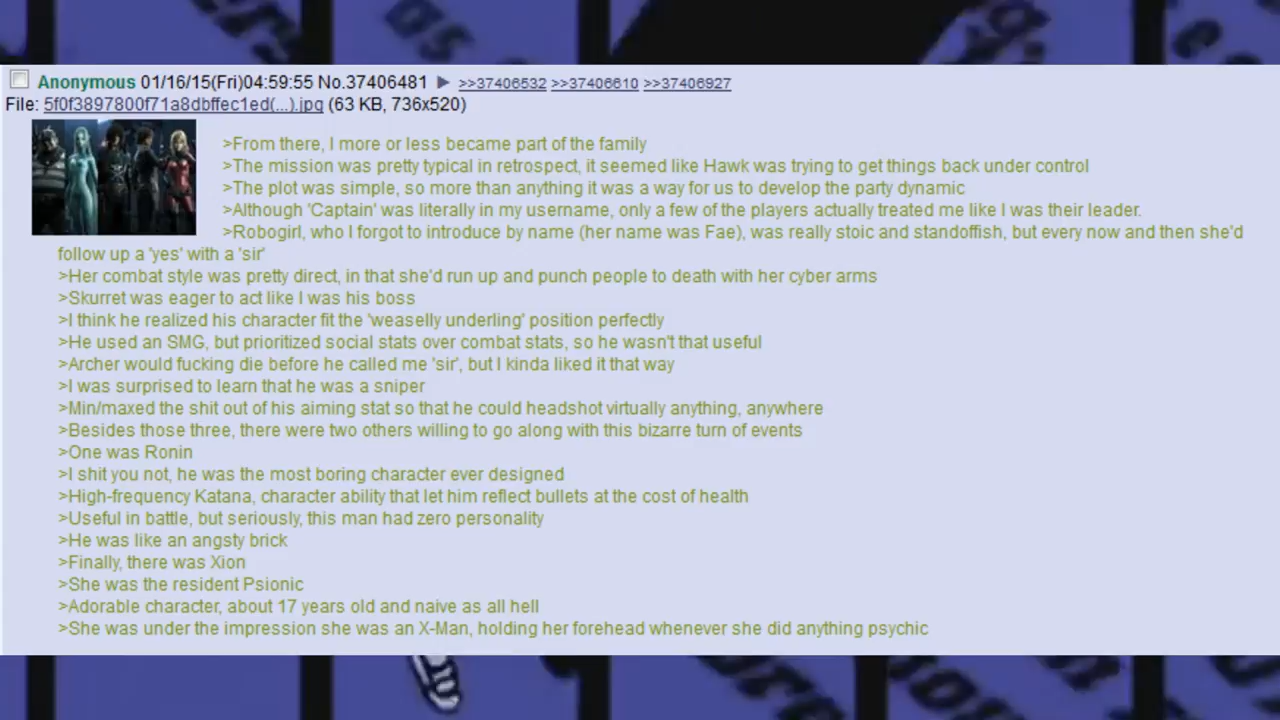 Anonymous 01/16/15(Fri)04:59:55 No.37406481 ▶ >>37406532 >>37406610 >>37406927
File: 5f0f3897800f71a8dbffec1ed(...).jpg (63 KB, 736x520)
>From there, I more or less became part of the family
>The mission was pretty typical in retrospect, it seemed like Hawk was trying to get things back under control
>The plot was simple, so more than anything it was a way for us to develop the party dynamic
>Although 'Captain' was literally in my username, only a few of the players actually treated me like I was their leader.
>Robogirl, who I forgot to introduce by name (her name was Fae), was really stoic and standoffish, but every now and then she'd
follow up a 'yes' with a 'sir'
>Her combat style was pretty direct, in that she'd run up and punch people to death with her cyber arms
>Skurret was eager to act like I was his boss
>I think he realized his character fit the 'weaselly underling' position perfectly
>He used an SMG, but prioritized social stats over combat stats, so he wasn't that useful
>Archer would fucking die before he called me 'sir', but I kinda liked it that way
>I was surprised to learn that he was a sniper
>Min/maxed the shit out of his aiming stat so that he could headshot virtually anything, anywhere
>Besides those three, there were two others willing to go along with this bizarre turn of events
>One was Ronin
>I shit you not, he was the most boring character ever designed
>High-frequency Katana, character ability that let him reflect bullets at the cost of health
>Useful in battle, but seriously, this man had zero personality
>He was like an angsty brick
>Finally, there was Xion
>She was the resident Psionic
>Adorable character, about 17 years old and naive as all hell
>She was under the impression she was an X-Man, holding her forehead whenever she did anything psychic